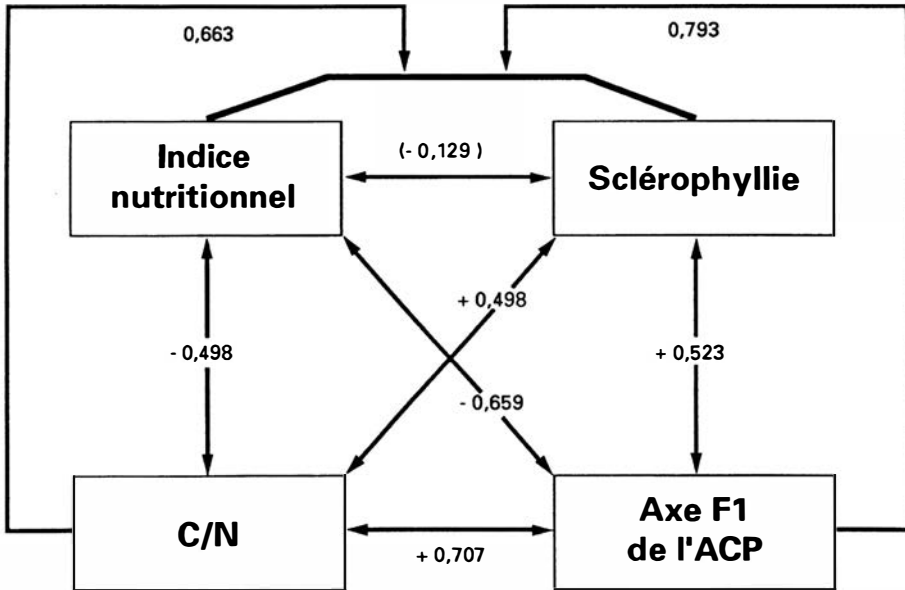 0,663
0,793
(- 0,129 )
Indice
nutritionnel
Sclérophyllie
+ 0,498
- 0,498
+ 0,523
- 0,659
C/N
Axe F1
de l'ACP
+ 0,707